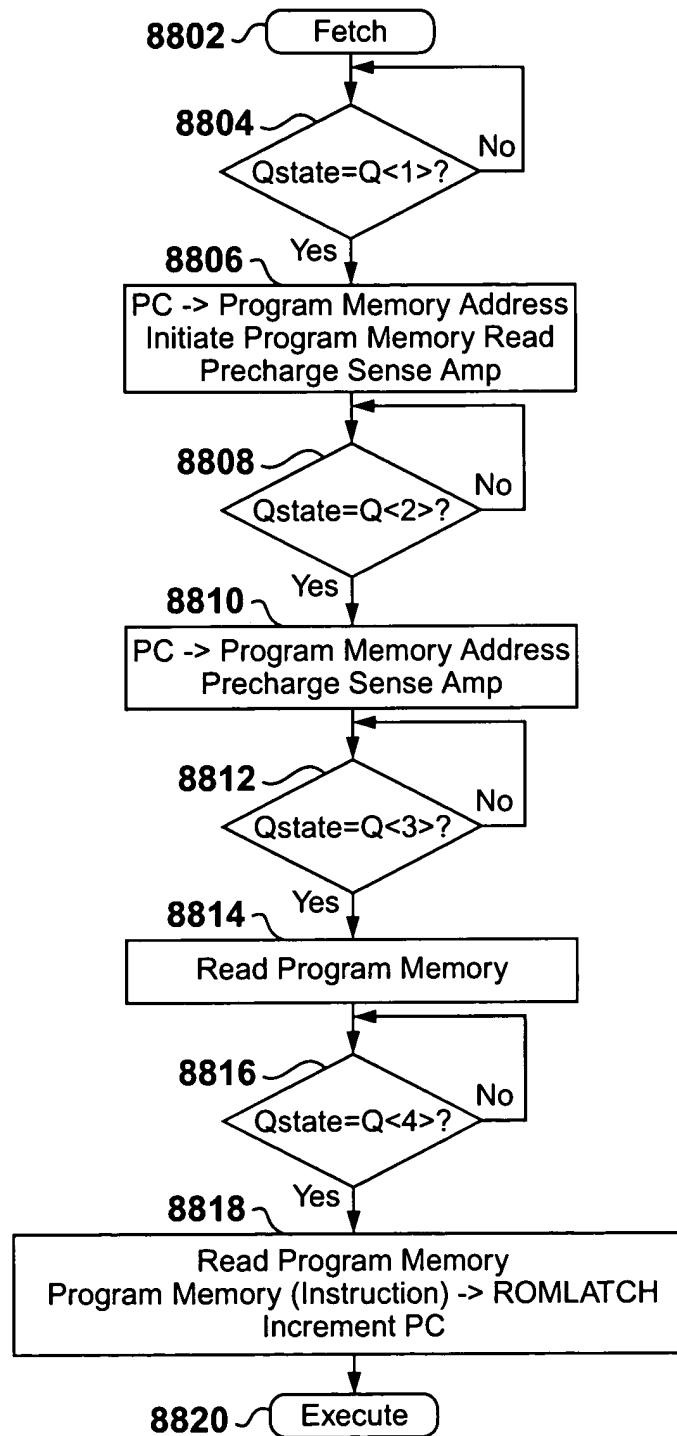 8802
Fetch
8804
Qstate=Q<1>?
No
Yes
8806
PC -> Program Memory Address
Initiate Program Memory Read
Precharge Sense Amp
8808
Qstate=Q<2>?
No
Yes
8810
PC -> Program Memory Address
Precharge Sense Amp
8812
Qstate=Q<3>?
No
Yes
8814
Read Program Memory
8816
Qstate=Q<4>?
No
Yes
8818
Read Program Memory
Program Memory (Instruction) -> ROMLATCH
Increment PC
8820
Execute